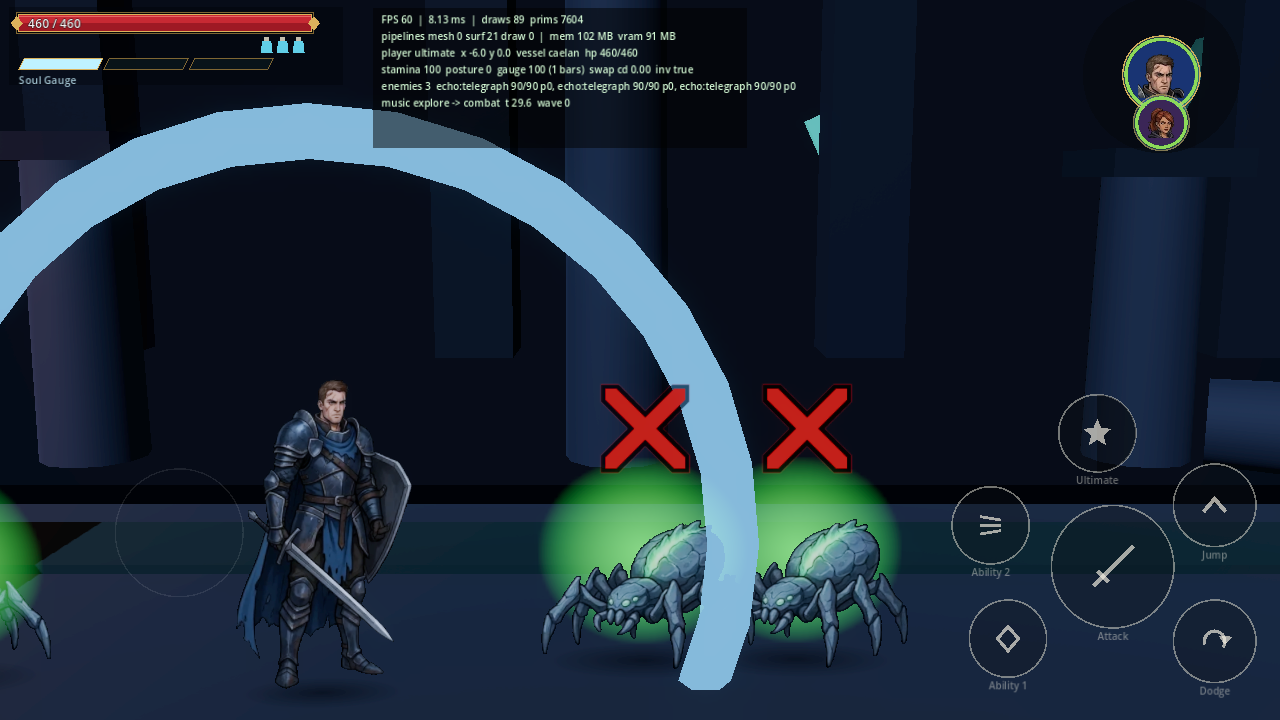 460 / 460
Soul Gauge
FPS 60 | 8.13 ms | draws 89 prims 7604
pipelines mesh 0 surf 21 draw 0 | mem 102 MB vram 91 MB
player ultimate x -6.0 y 0.0 vessel caelan hp 460/460
stamina 100 posture 0 gauge 100 (1 bars) swap cd 0.00 inv true
enemies 3 echo:telegraph 90/90 p0, echo:telegraph 90/90 p0, echo:telegraph 90/90 p0
music explore -> combat t 29.6 wave 0
Ultimate
Ability 2
Jump
Attack
Ability 1
Dodge